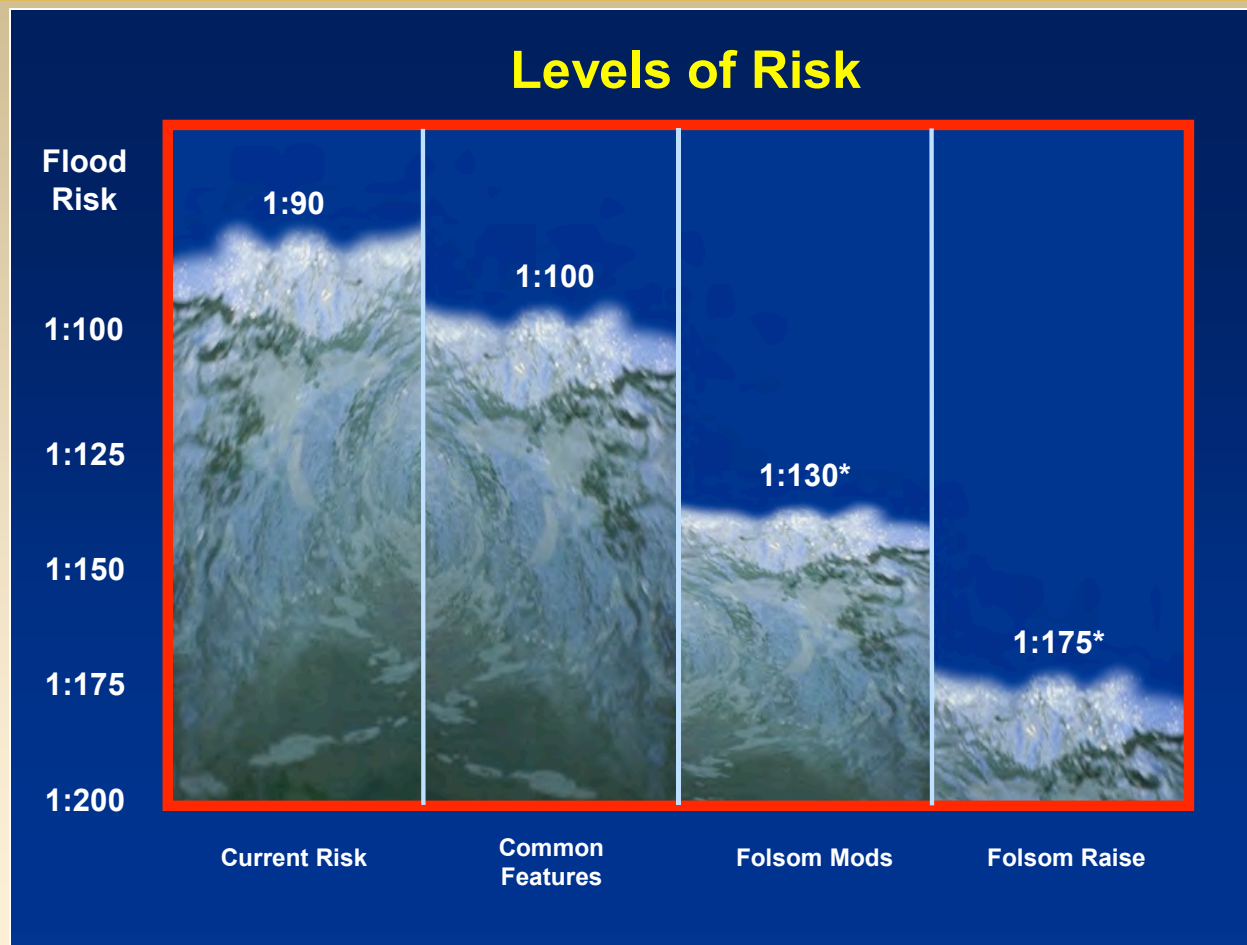 Levels of Risk
Flood
Risk
1:90
1:100
1:100
1:125
1:130*
1:150
1:175*
1:175
1:200
Current Risk
Common
Features
Folsom Mods
Folsom Raise